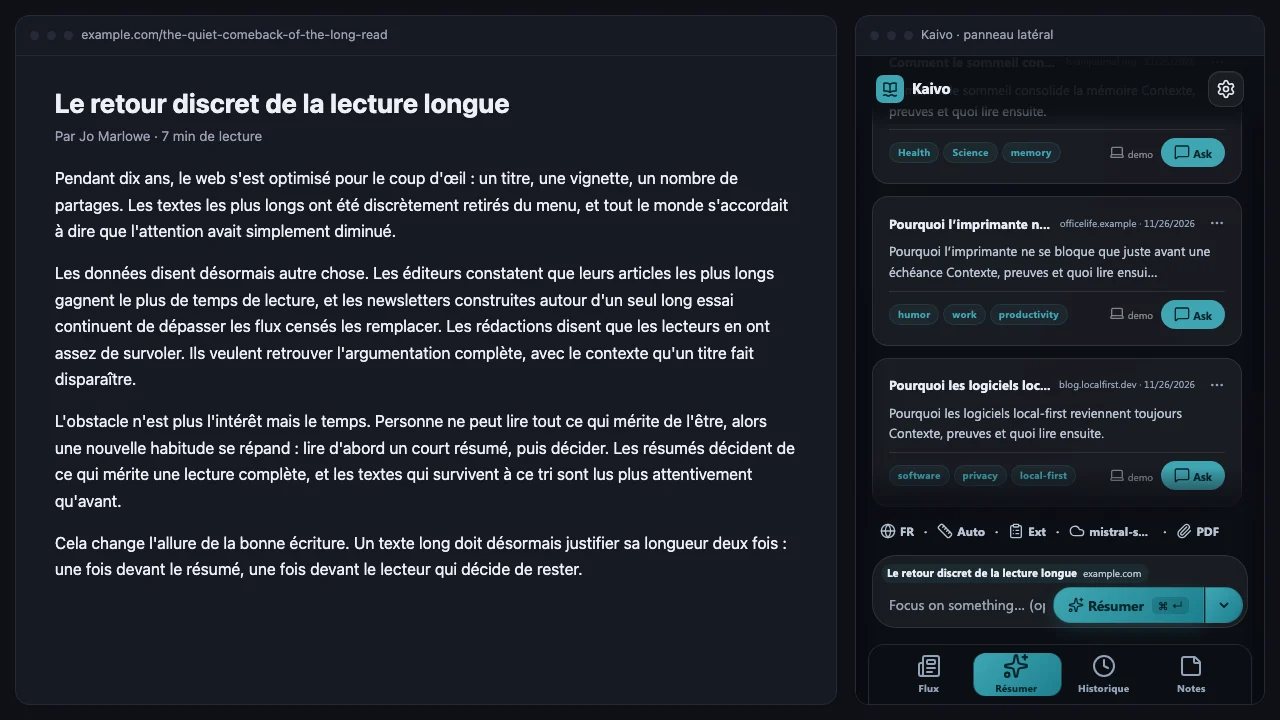 example.com/the-quiet-comeback-of-the-long-read
Le retour discret de la lecture longue
Par Jo Marlowe · 7 min de lecture
Pendant dix ans, le web s'est optimisé pour le coup d'œil : un titre, une vignette, un nombre de
partages. Les textes les plus longs ont été discrètement retirés du menu, et tout le monde s'accordait
à dire que l'attention avait simplement diminué.
Les données disent désormais autre chose. Les éditeurs constatent que leurs articles les plus longs
gagnent le plus de temps de lecture, et les newsletters construites autour d'un seul long essai
continuent de dépasser les flux censés les remplacer. Les rédactions disent que les lecteurs en ont
assez de survoler. Ils veulent retrouver l'argumentation complète, avec le contexte qu'un titre fait
disparaître.
L'obstacle n'est plus l'intérêt mais le temps. Personne ne peut lire tout ce qui mérite de l'être, alors
une nouvelle habitude se répand : lire d'abord un court résumé, puis décider. Les résumés décident de
ce qui mérite une lecture complète, et les textes qui survivent à ce tri sont lus plus attentivement
qu'avant.
Cela change l'allure de la bonne écriture. Un texte long doit désormais justifier sa longueur deux fois :
une fois devant le résumé, une fois devant le lecteur qui décide de rester.
Kaivo · panneau latéral
Comment le sommeil con...
Kaivo
le sommeil consolide la mémoire Contexte,
preuves et quoi lire ensuite.
Health Science memory demo Ask
Pourquoi l’imprimante n... officelife.example · 11/26/2026 ...
Pourquoi l’imprimante ne se bloque que juste avant une
échéance Contexte, preuves et quoi lire ensui...
humor work productivity demo Ask
Pourquoi les logiciels loc... blog.localfirst.dev · 11/26/2026 ...
Pourquoi les logiciels local-first reviennent toujours
Contexte, preuves et quoi lire ensuite.
software privacy local-first demo Ask
FR · Auto · Ext · mistral-s... · PDF
Le retour discret de la lecture longue example.com
Focus on something... (op Résumer ⌘ ↵
Flux Résumer Historique Notes